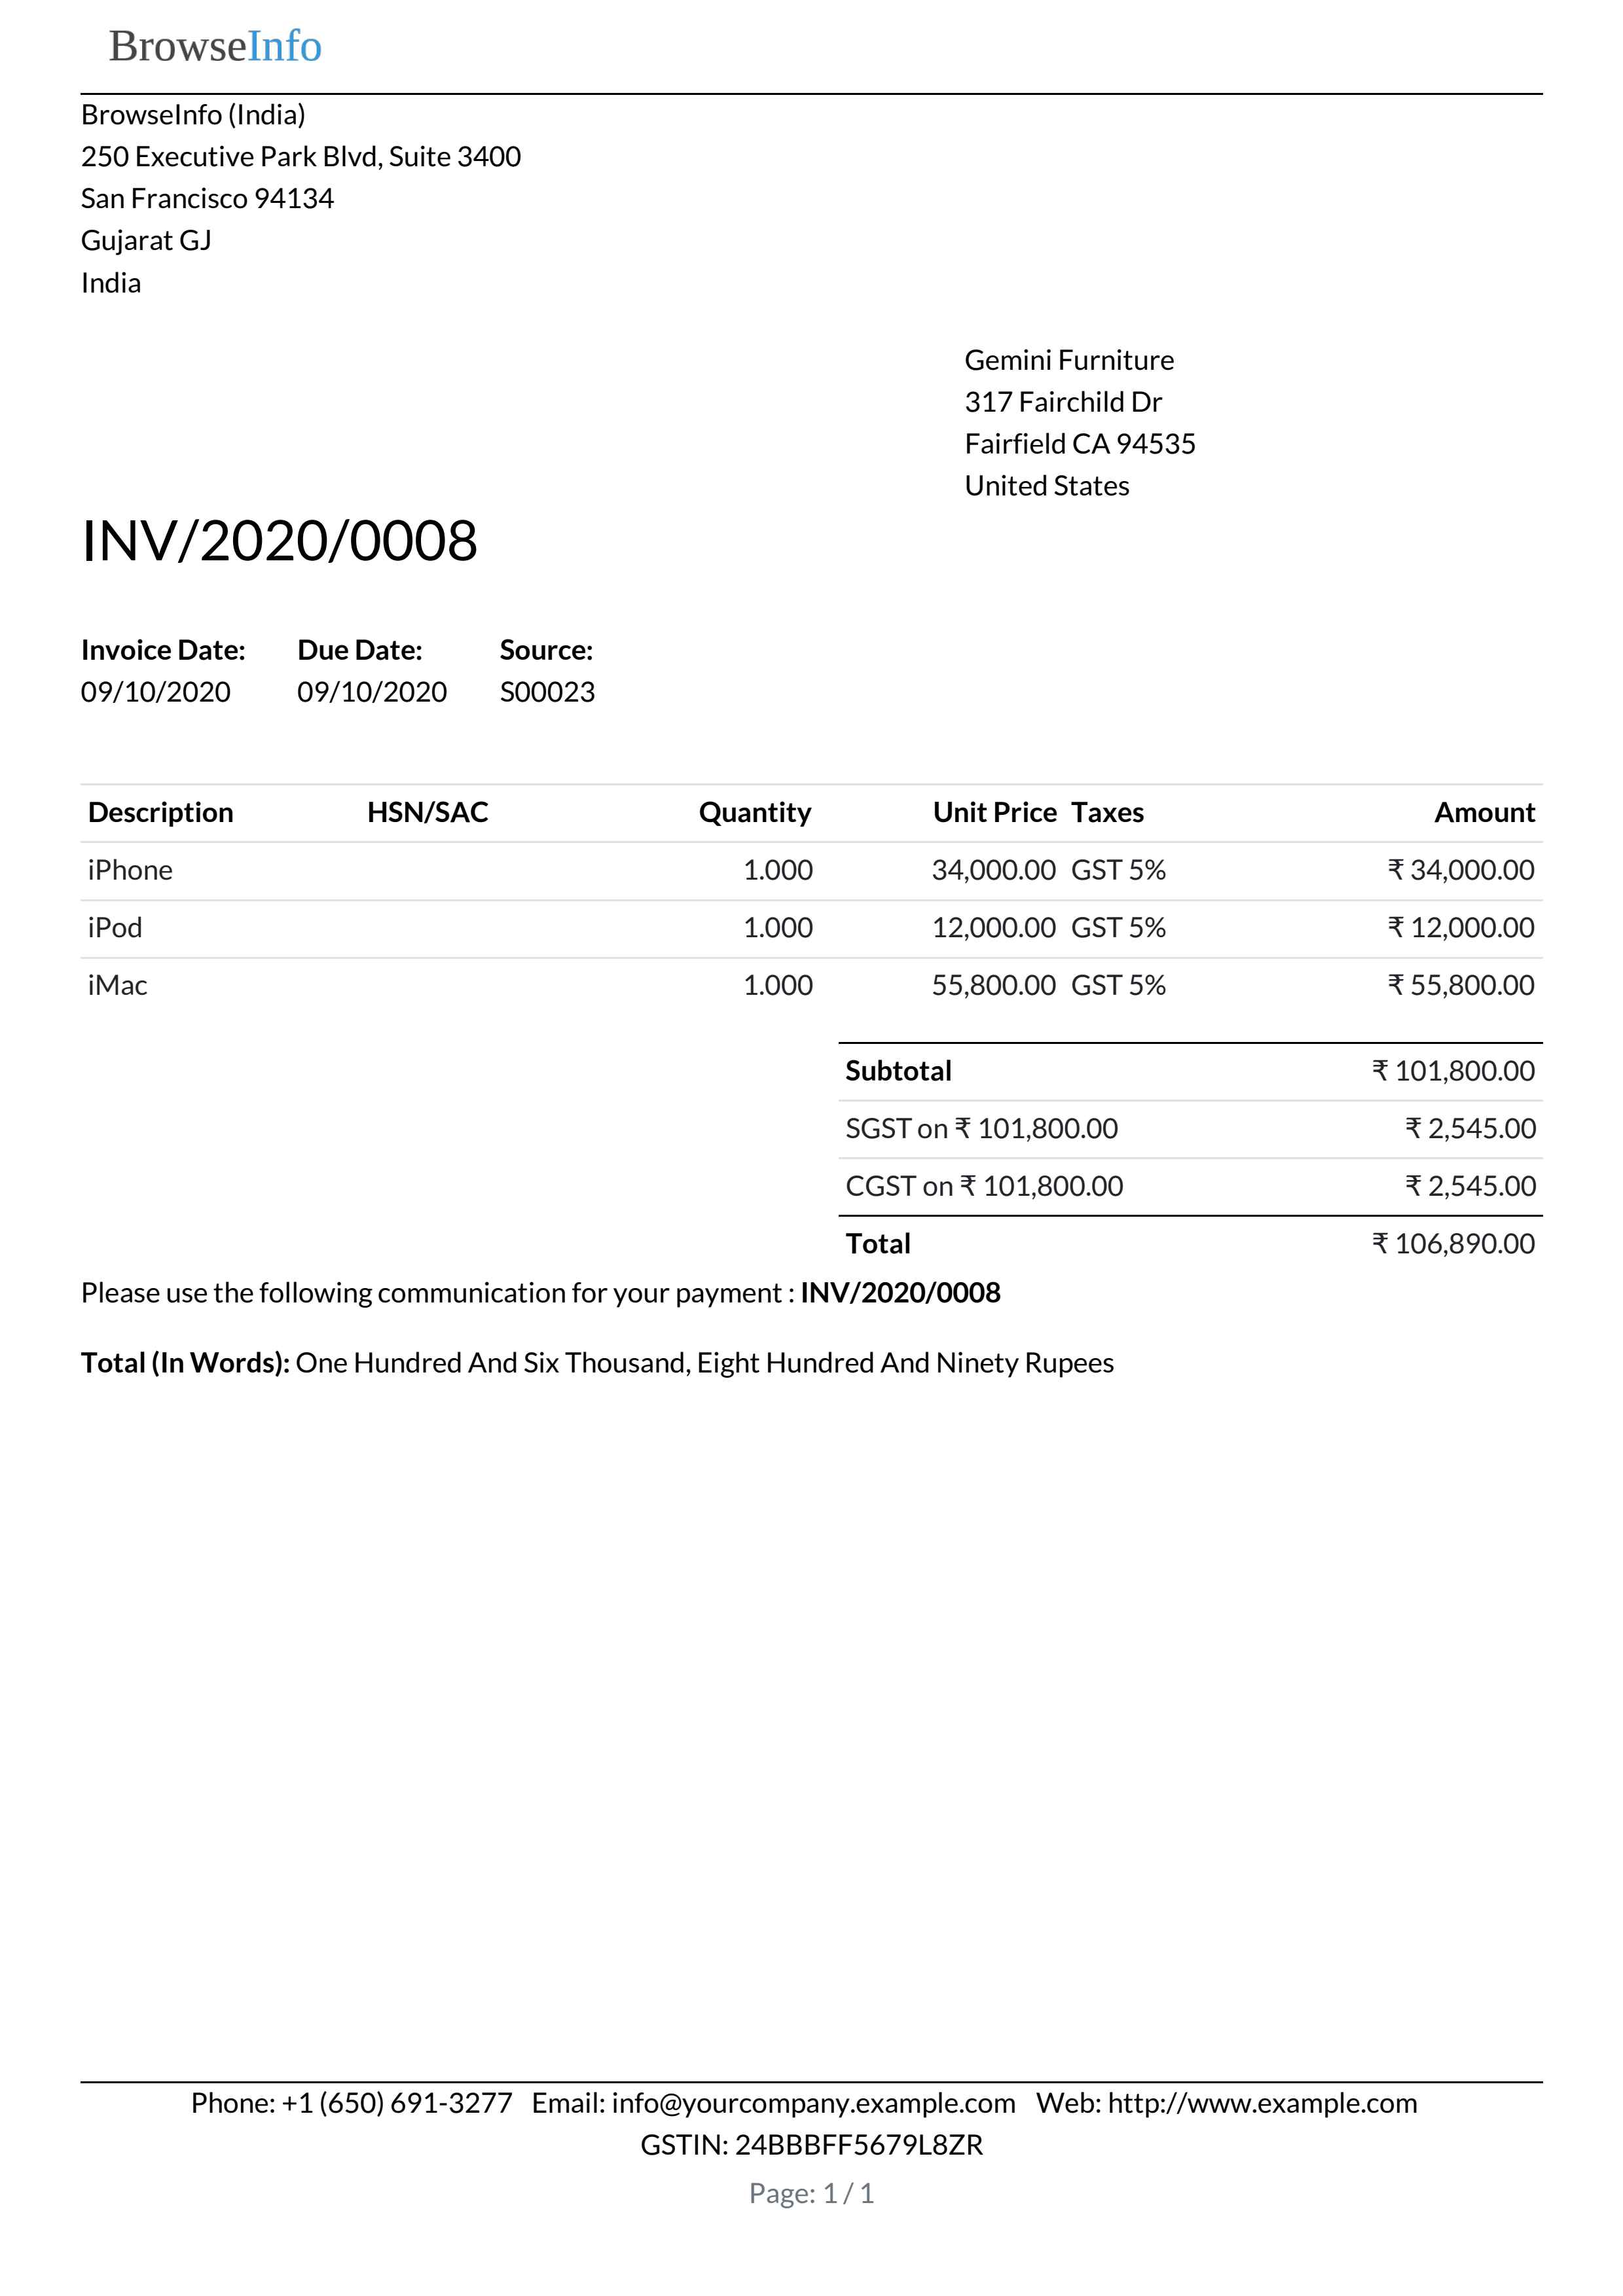 BrowseInfo
BrowseInfo (India)
250 Executive Park Blvd, Suite 3400
San Francisco 94134
Gujarat GJ
India
Gemini Furniture
317 Fairchild Dr
Fairfield CA 94535
United States
INV/2020/0008
Invoice Date: Due Date: Source:
09/10/2020 09/10/2020 S00023
Description HSN/SAC Quantity Unit Price Taxes Amount
iPhone 1.000 34,000.00 GST 5% ₹ 34,000.00
iPod 1.000 12,000.00 GST 5% ₹ 12,000.00
iMac 1.000 55,800.00 GST 5% ₹ 55,800.00
Subtotal ₹ 101,800.00
SGST on ₹ 101,800.00 ₹ 2,545.00
CGST on ₹ 101,800.00 ₹ 2,545.00
Total ₹ 106,890.00
Please use the following communication for your payment : INV/2020/0008
Total (In Words): One Hundred And Six Thousand, Eight Hundred And Ninety Rupees
Phone: +1 (650) 691-3277 Email: info@yourcompany.example.com Web: http://www.example.com
GSTIN: 24BBBFF5679L8ZR
Page: 1 / 1